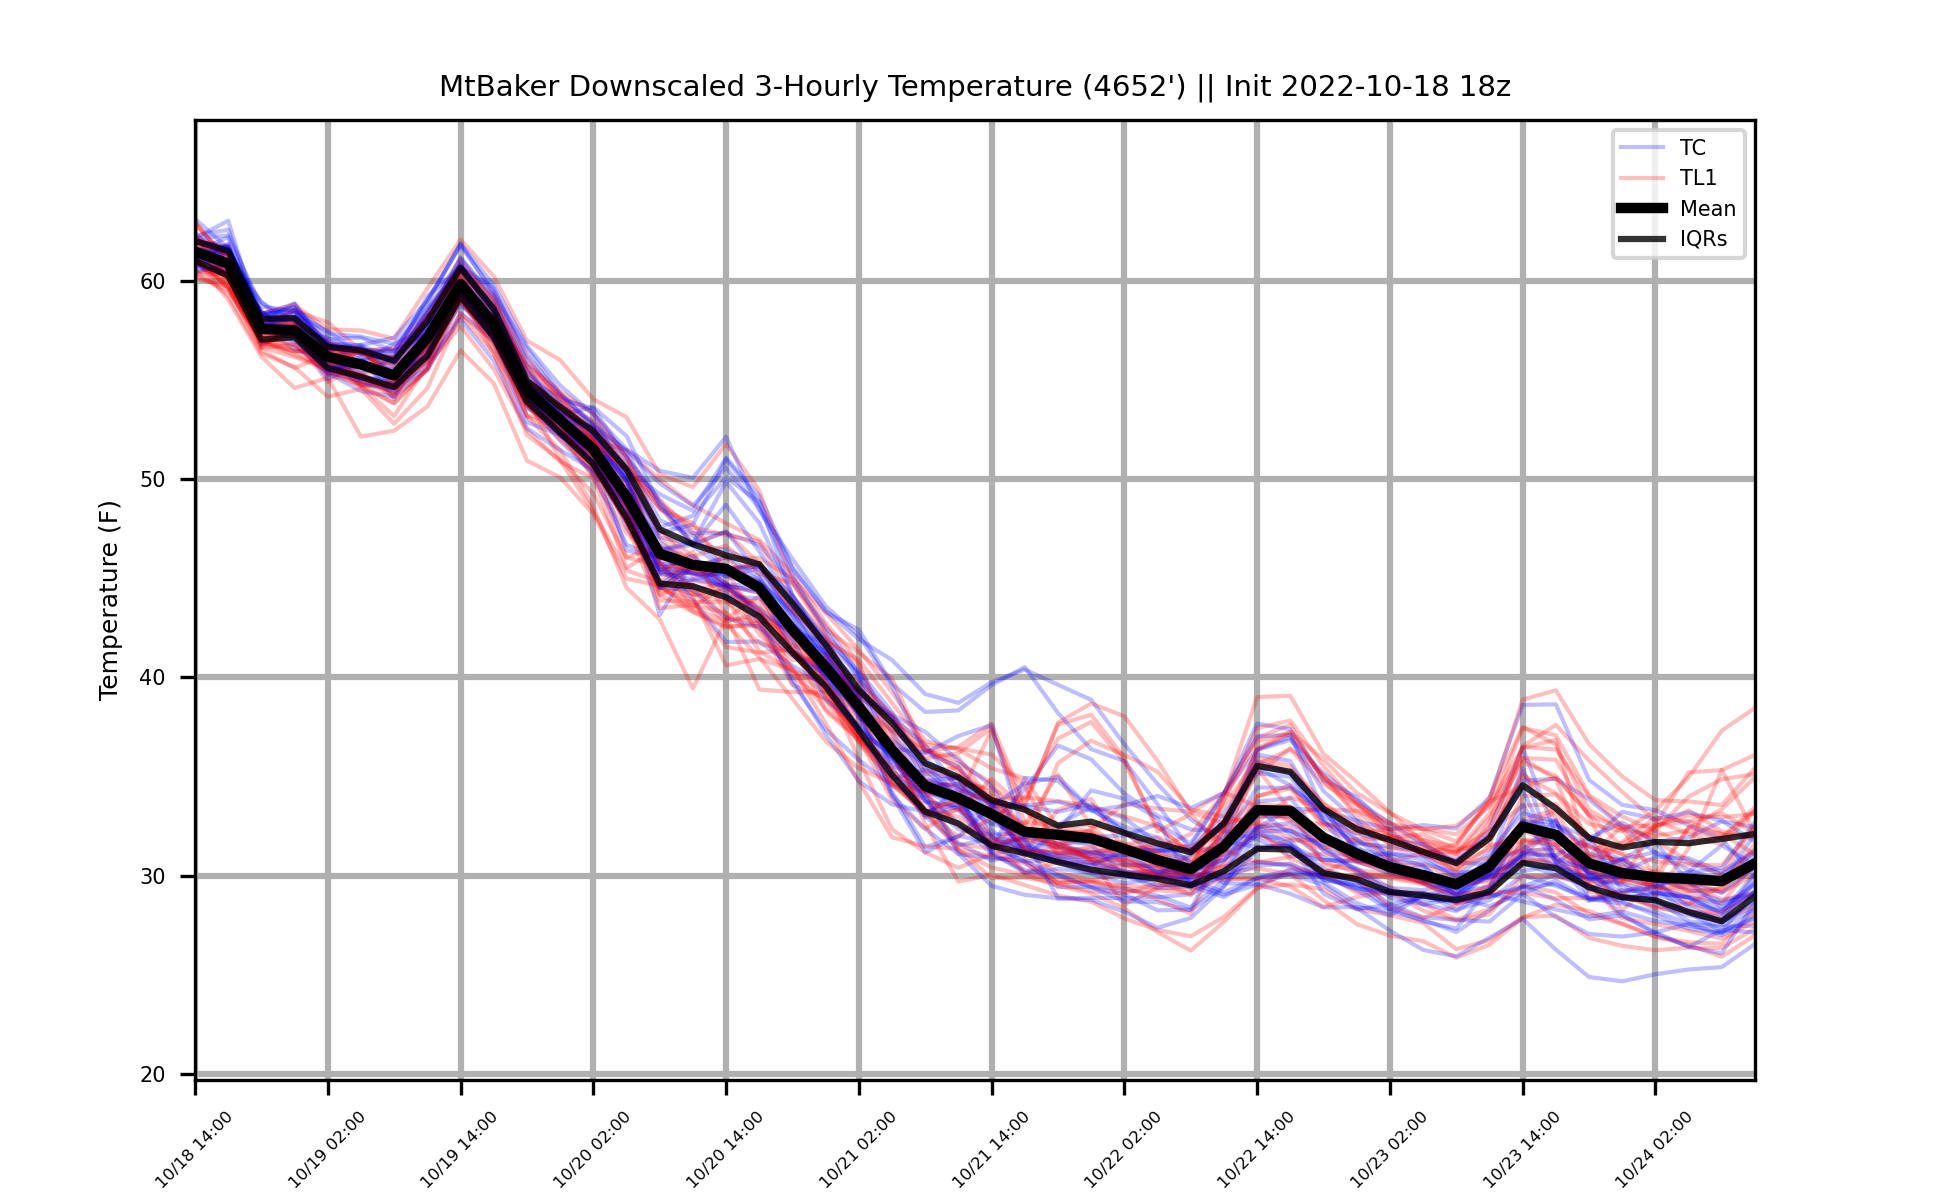 MtBaker Downscaled 3-Hourly Temperature (4652') || Init 2022-10-18 18z
TC
TL1
Mean
IQRs
Temperature (F)
60
50
40
30
20
10/18 14:00
10/19 02:00
10/19 14:00
10/20 02:00
10/20 14:00
10/21 02:00
10/21 14:00
10/22 02:00
10/22 14:00
10/23 02:00
10/23 14:00
10/24 02:00